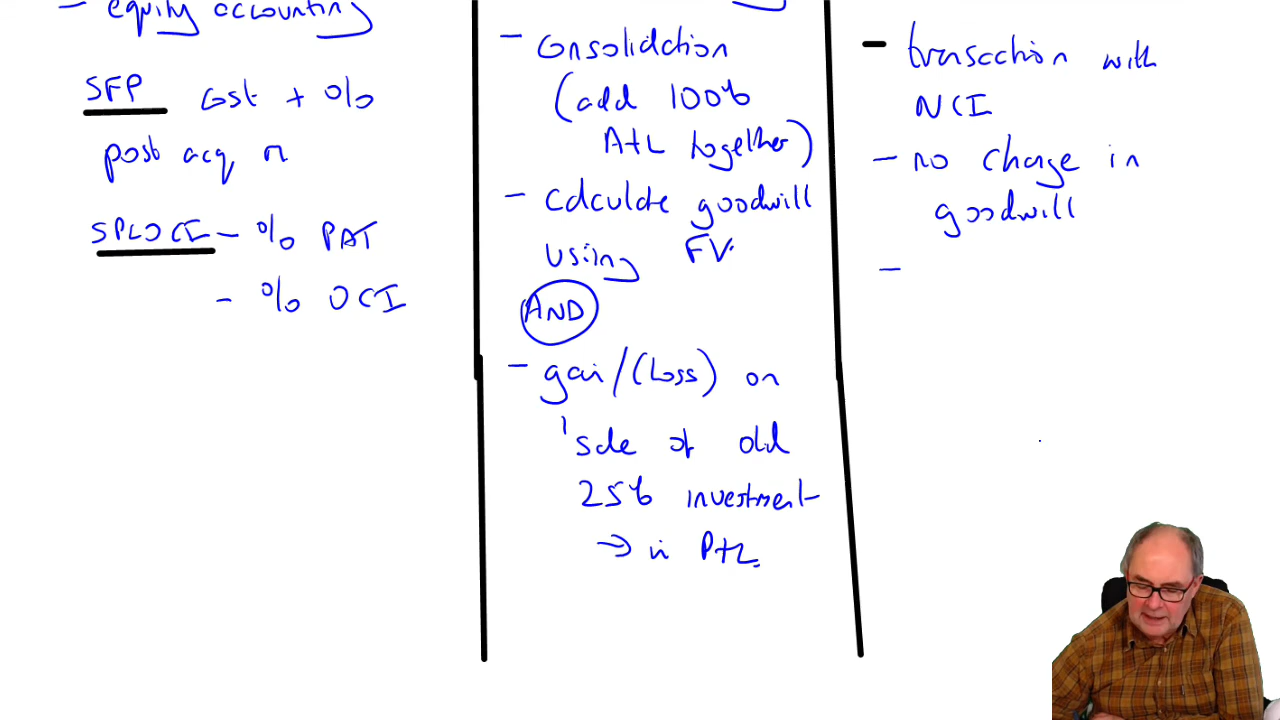 - equity accounting
SFP cost + %
post acq n
SPLOCI - % PAT
- % OCI
- Consolidation
(add 100%
A+L together)
- calculate goodwill
using FV
AND
- gain/(Loss) on
'sale of old
25% investment
→ in P+L.
- transaction with
NCI
- no change in
goodwill
-